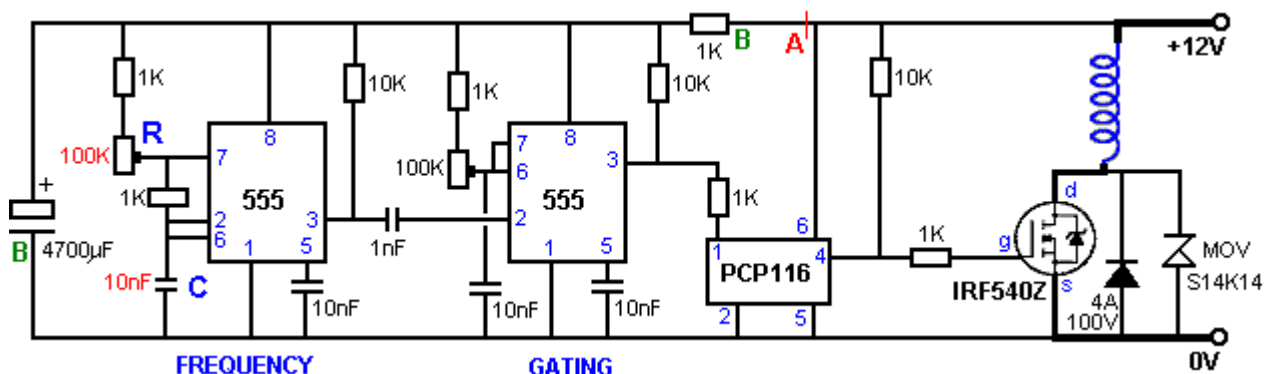 B
1K
A
+12V
1K
10K
1K
10K
10K
R
100K
7
8
7
6
8
3
100K
1K
555
555
1K
+
2
6
3
2
6
d
B
4700µF
1
5
1nF
1
5
1
4
1K
g
10nF
C
PCP116
IRF540Z
s
MOV
S14K14
10nF
10nF
10nF
2
5
4A
100V
FREQUENCY
GATING
0V